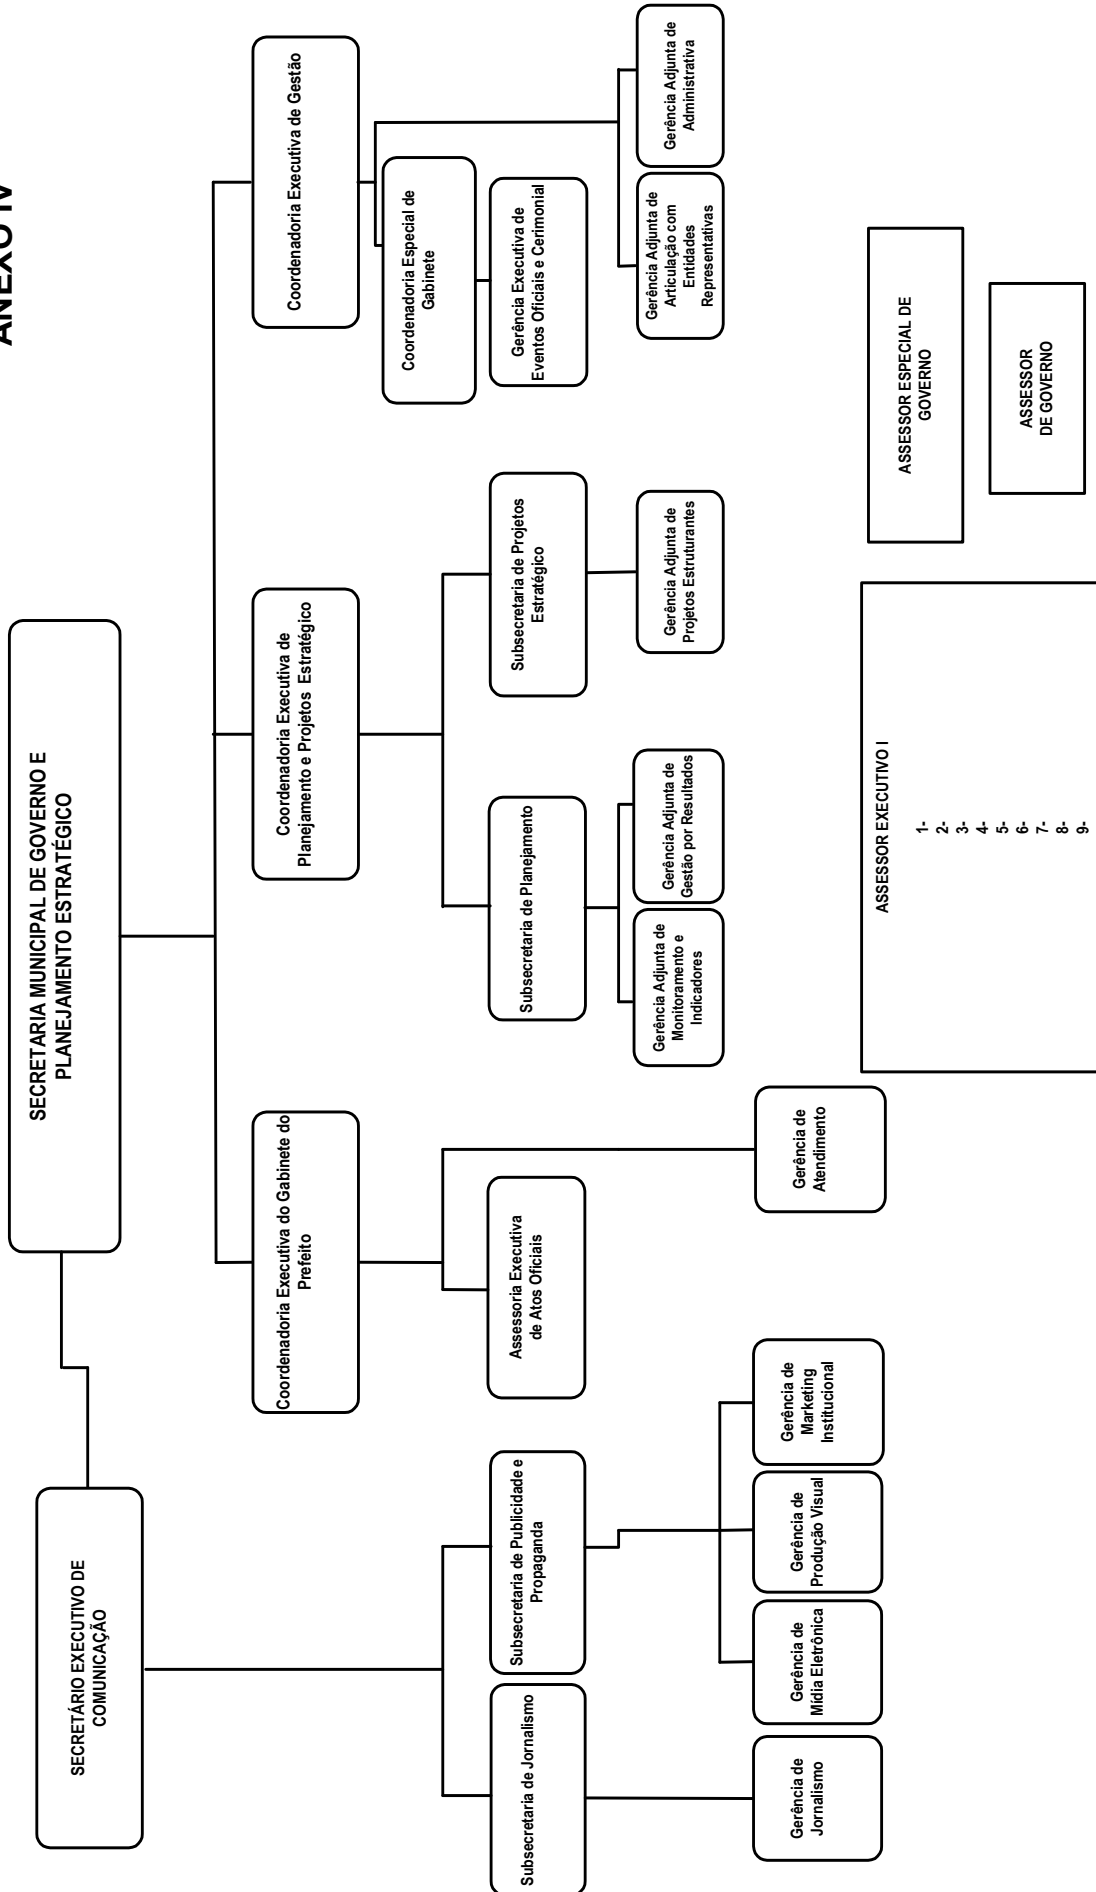 ANEXO IV
SECRETARIA MUNICIPAL DE GOVERNO E
PLANEJAMENTO ESTRATÉGICO
SECRETÁRIO EXECUTIVO DE
COMUNICAÇÃO
Coordenadoria Executiva do Gabinete do
Prefeito
Coordenadoria Executiva de
Planejamento e Projetos Estratégico
Coordenadoria Executiva de Gestão
Coordenadoria Especial de
Gabinete
Subsecretaria de Jornalismo
Subsecretaria de Publicidade e
Propaganda
Assessoria Executiva
de Atos Oficiais
Subsecretaria de Planejamento
Subsecretaria de Projetos
Estratégico
Gerência Executiva de
Eventos Oficiais e Cerimonial
Gerência Adjunta de
Monitoramento e
Indicadores
Gerência Adjunta de
Gestão por Resultados
Gerência Adjunta de
Projetos Estruturantes
Gerência Adjunta de
Articulação com
Entidades
Representativas
Gerência Adjunta de
Administrativa
Gerência de
Jornalismo
Gerência de
Mídia Eletrônica
Gerência de
Produção Visual
Gerência de
Marketing
Institucional
Gerência de
Atendimento
ASSESSOR EXECUTIVO I
1-
2-
3-
4-
5-
6-
7-
8-
9-
ASSESSOR ESPECIAL DE
GOVERNO
ASSESSOR
DE GOVERNO